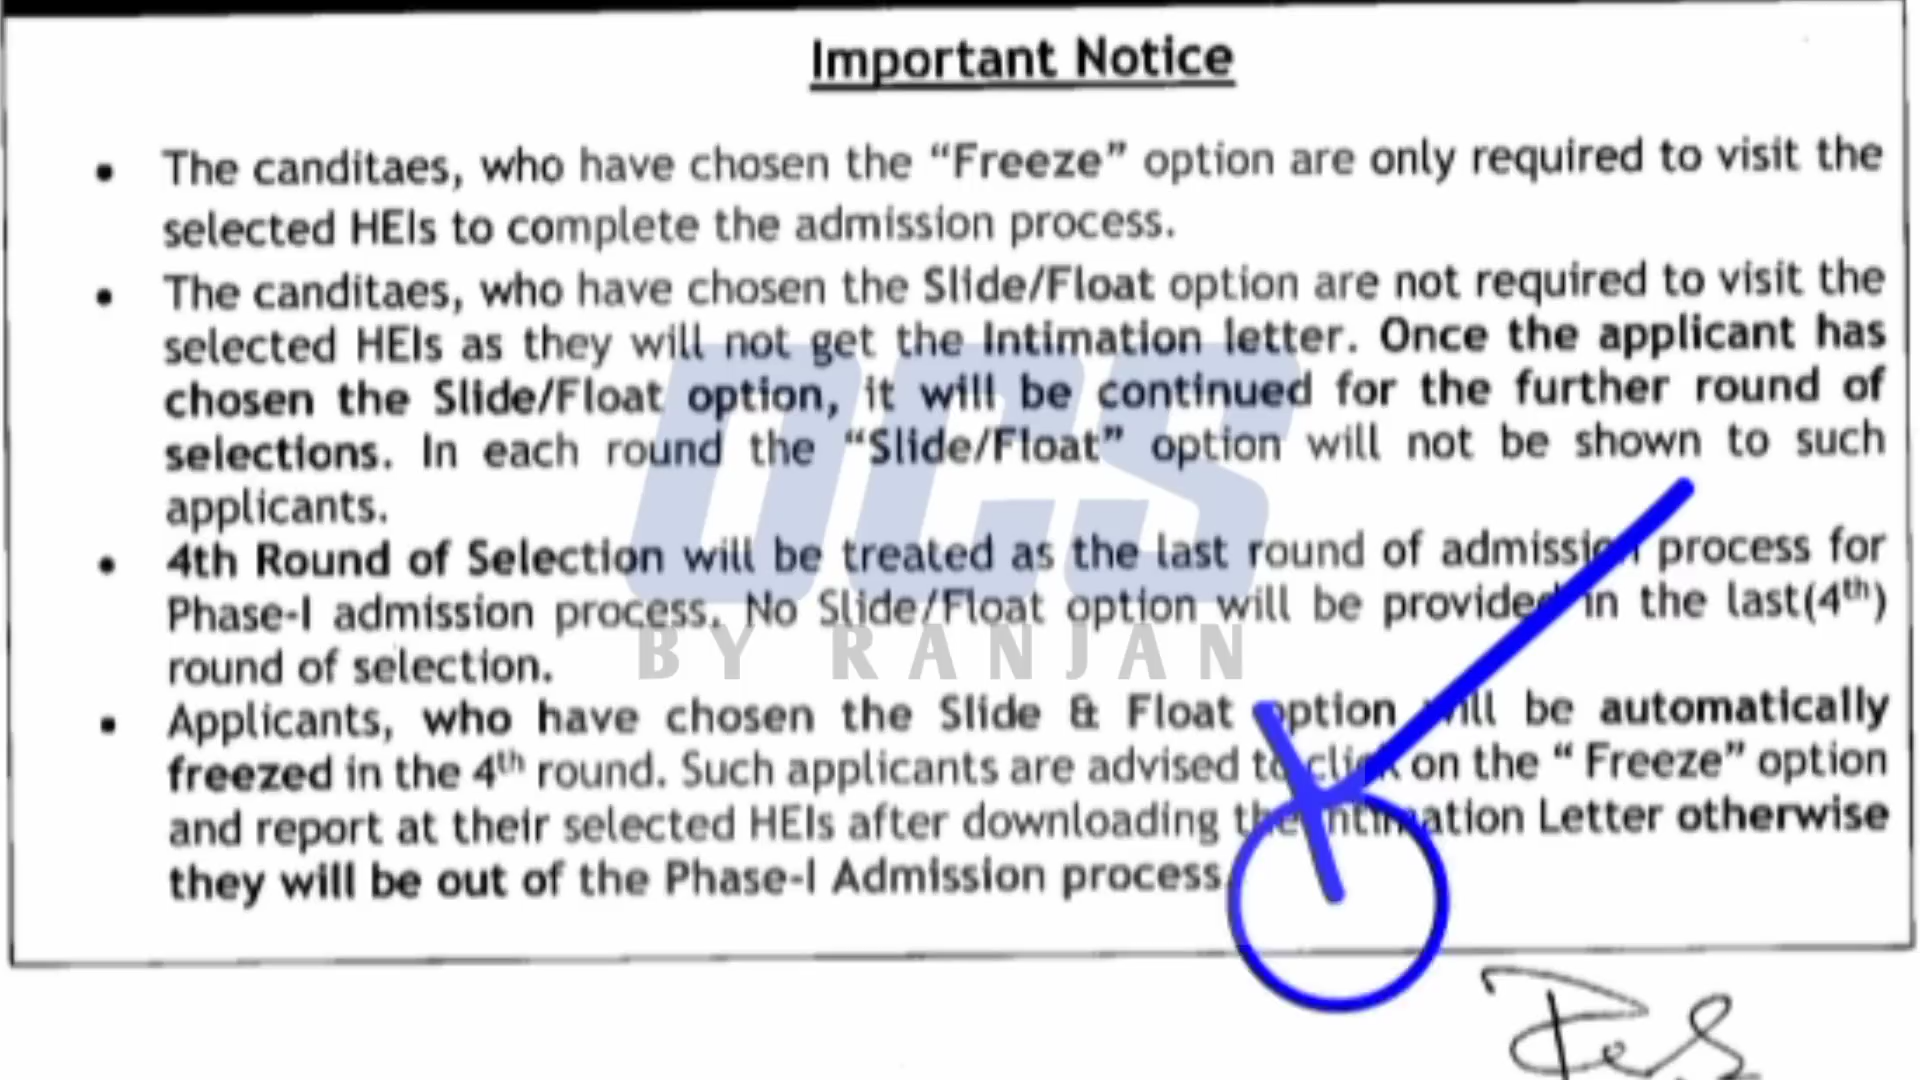 Important Notice
• The canditaes, who have chosen the “Freeze” option are only required to visit the
selected HEIs to complete the admission process.
• The canditaes, who have chosen the Slide/Float option are not required to visit the
selected HEIs as they will not get the Intimation letter. Once the applicant has
chosen the Slide/Float option, it will be continued for the further round of
selections. In each round the “Slide/Float” option will not be shown to such
applicants.
• 4th Round of Selection will be treated as the last round of admission process for
Phase-I admission process. No Slide/Float option will be provided in the last(4th)
round of selection.
• Applicants, who have chosen the Slide & Float option will be automatically
freezed in the 4th round. Such applicants are advised to click on the “ Freeze” option
and report at their selected HEIs after downloading the Intimation Letter otherwise
they will be out of the Phase-I Admission process
OCS
BY RANJAN